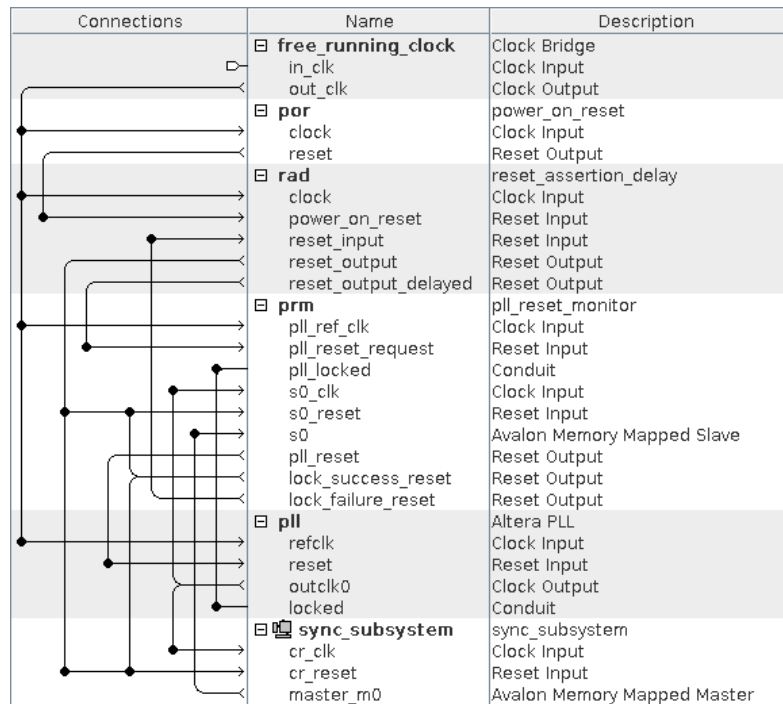 Connections Name Description
free_running_clock Clock Bridge
in_clk Clock Input
out_clk Clock Output
por power_on_reset
clock Clock Input
reset Reset Output
rad reset_assertion_delay
clock Clock Input
power_on_reset Reset Input
reset_input Reset Input
reset_output Reset Output
reset_output_delayed Reset Output
prm pll_reset_monitor
pll_ref_clk Clock Input
pll_reset_request Reset Input
pll_locked Conduit
s0_clk Clock Input
s0_reset Reset Input
s0 Avalon Memory Mapped Slave
pll_reset Reset Output
lock_success_reset Reset Output
lock_failure_reset Reset Output
pll Altera PLL
refclk Clock Input
reset Reset Input
outclk0 Clock Output
locked Conduit
sync_subsystem sync_subsystem
cr_clk Clock Input
cr_reset Reset Input
master_m0 Avalon Memory Mapped Master